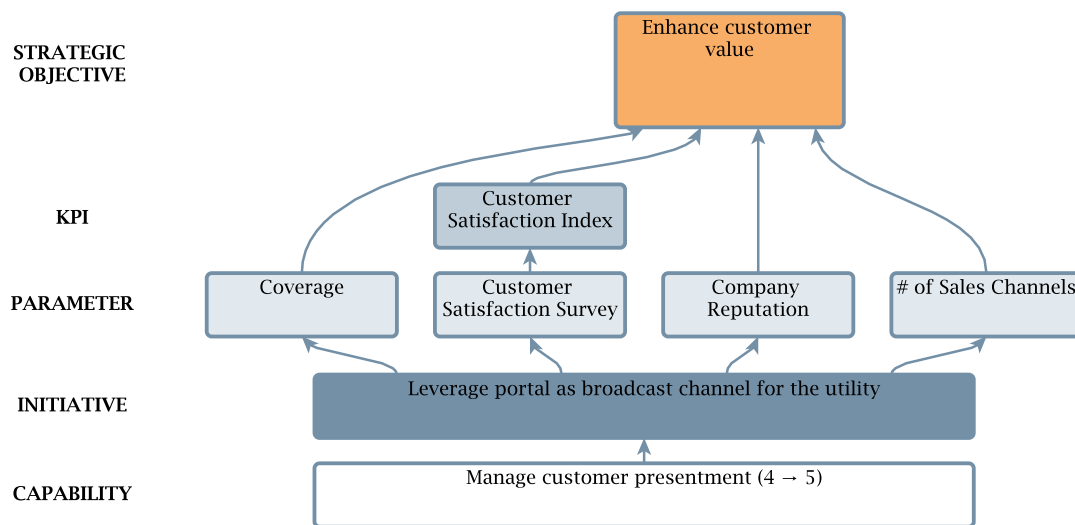 STRATEGIC
OBJECTIVE
Enhance customer
value
KPI
Customer
Satisfaction Index
PARAMETER
Coverage
Customer
Satisfaction Survey
Company
Reputation
# of Sales Channels
INITIATIVE
Leverage portal as broadcast channel for the utility
CAPABILITY
Manage customer presentment (4 → 5)